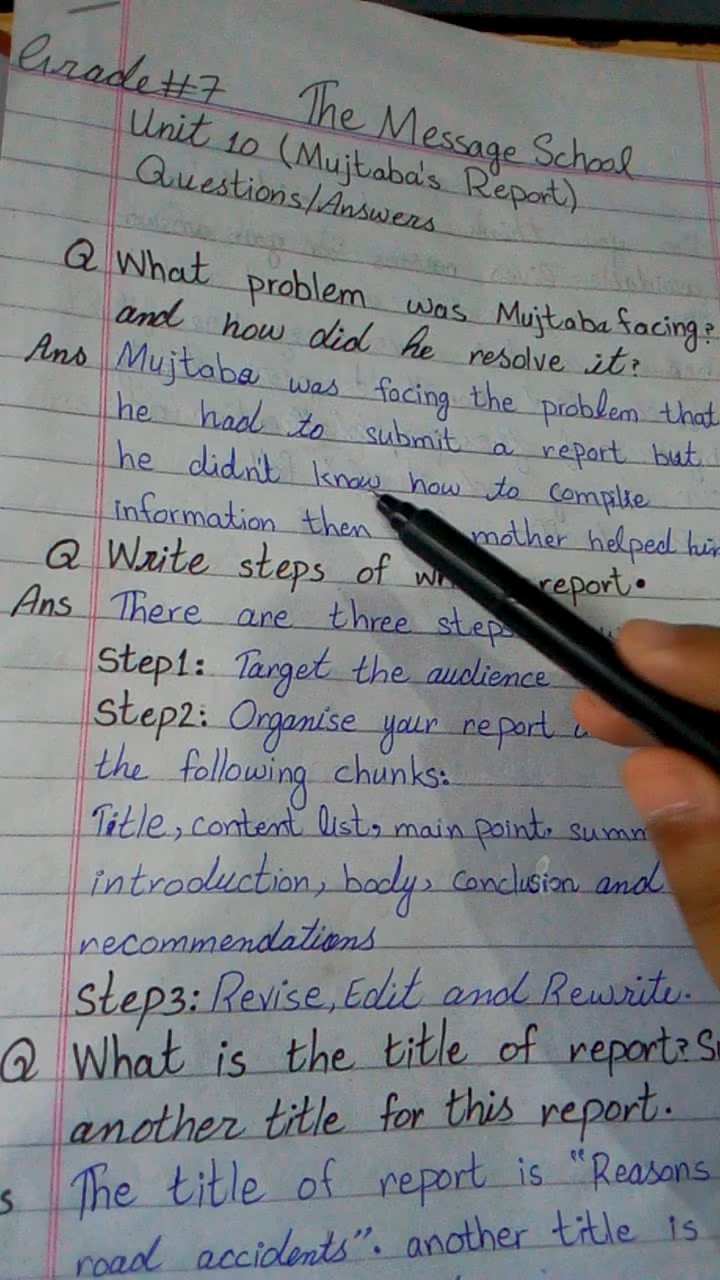 Grade#7 The Message School
Unit 10 (Mujtaba's Report)
Questions/Answers
Q What problem was Mujtaba facing?
and how did he resolve it?
Ans Mujtaba was facing the problem that
he had to submit a report but
he didn't know how to compile
information then mother helped
Q Write steps of report.
Ans There are three
Step1: Target the audience
Step2: Organise your report
the following chunks:
Title, content list, main point,
introduction, body, conclusion and
recommendations
Step3: Revise, Edit and Rewrite.
Q What is the title of report?
another title for this report.
The title of report is "Reasons
road accidents". another title is